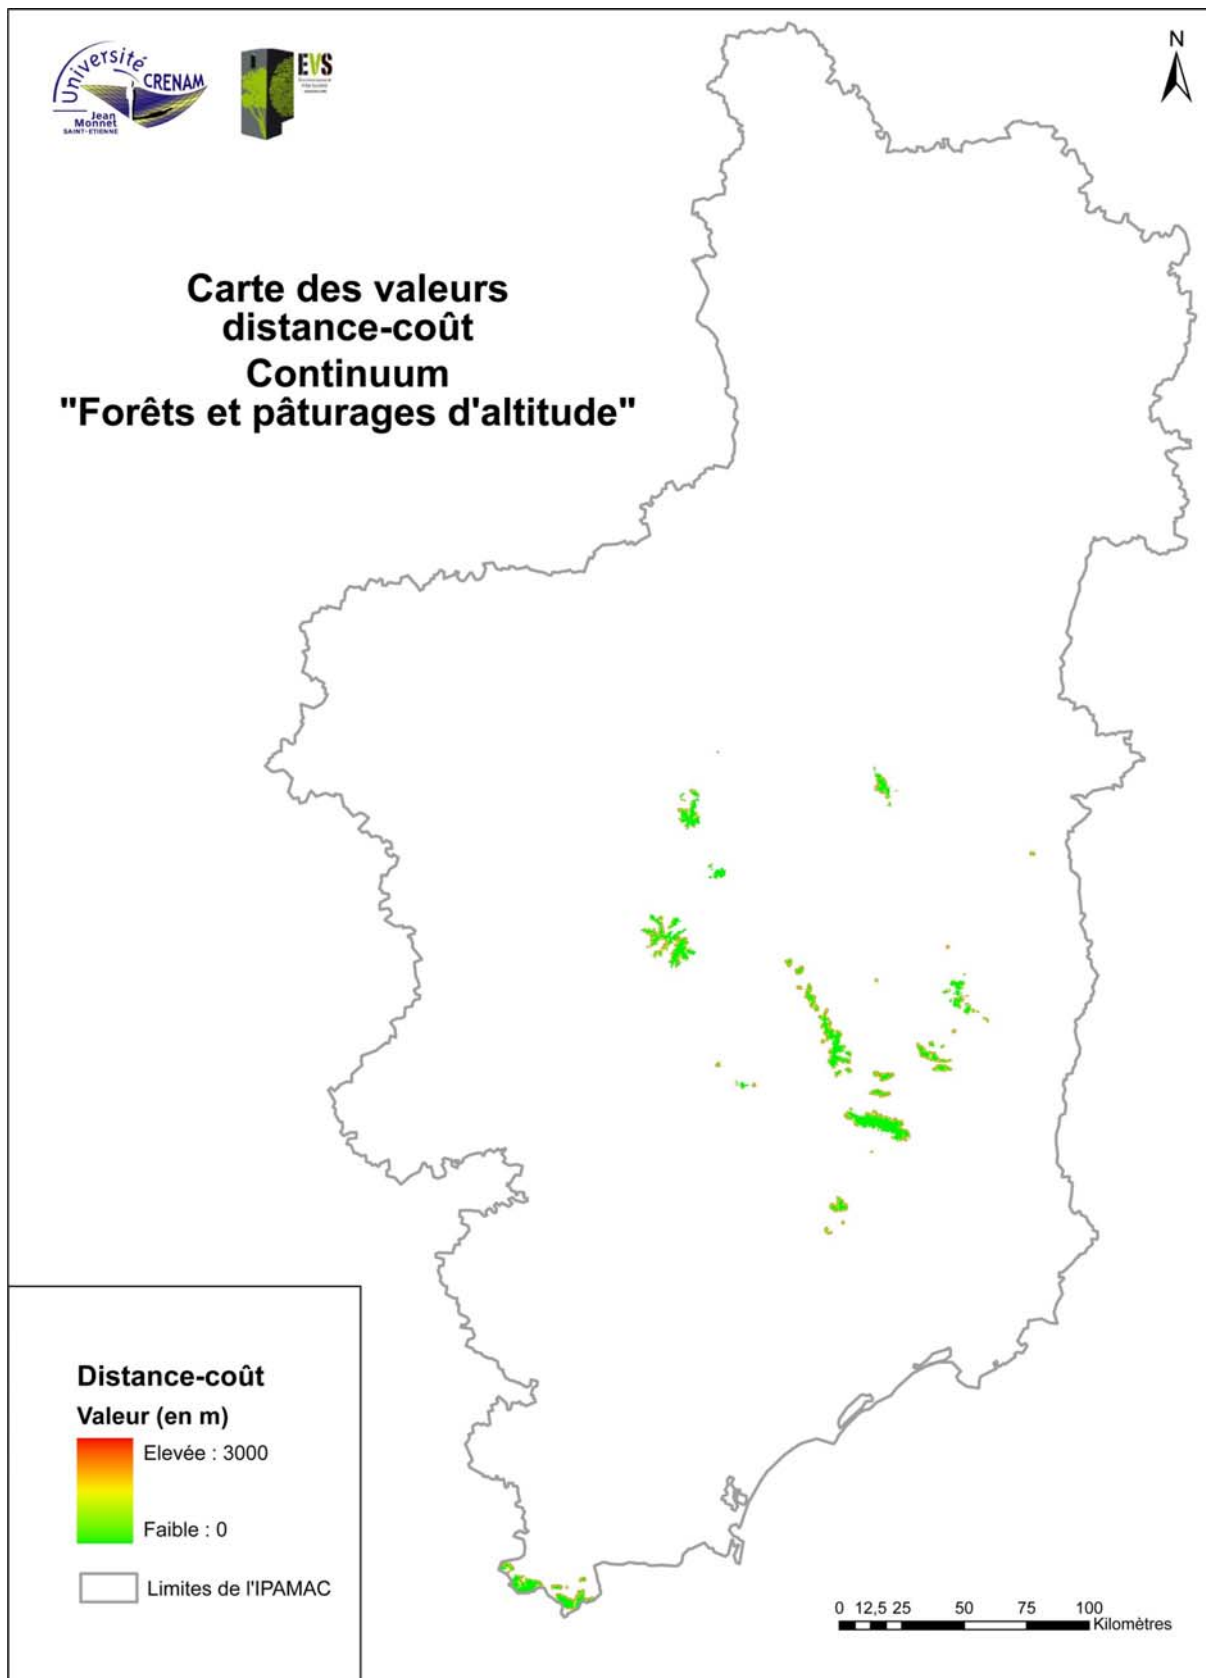 Université
CRENAM
Jean
Monnet
SAINT-ETIENNE
EVS
N
Carte des valeurs
distance-coût
Continuum
"Forêts et pâturages d'altitude"
Distance-coût
Valeur (en m)
Elevée : 3000
Faible : 0
Limites de l'IPAMAC
0 12,5 25 50 75 100
Kilomètres